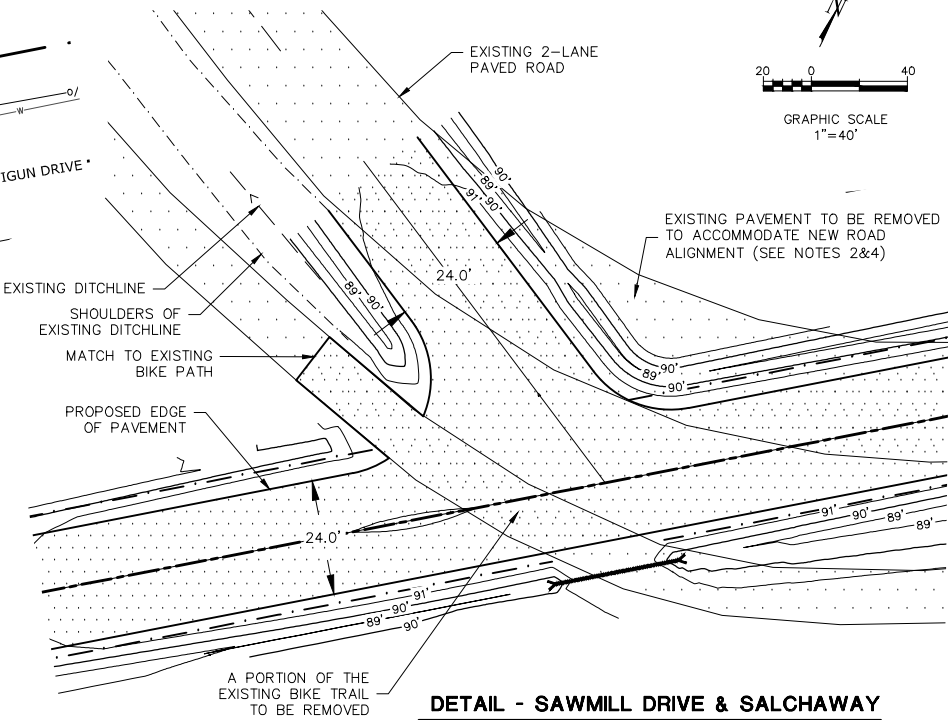 N
EXISTING 2-LANE
PAVED ROAD
20 0 40
GRAPHIC SCALE
1"=40'
W
IGUN DRIVE
90'
89'
91'
90'
EXISTING PAVEMENT TO BE REMOVED
TO ACCOMMODATE NEW ROAD
ALIGNMENT (SEE NOTES 2&4)
24.0'
EXISTING DITCHLINE
89'
90'
SHOULDERS OF
EXISTING DITCHLINE
MATCH TO EXISTING
BIKE PATH
89'
90'
90'
PROPOSED EDGE
OF PAVEMENT
24.0'
91'
90'
89'
89'
91'
90'
89'
90'
A PORTION OF THE
EXISTING BIKE TRAIL
TO BE REMOVED
DETAIL - SAWMILL DRIVE & SALCHAWAY